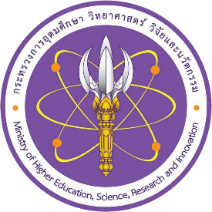 กระทรวงการอุดมศึกษา วิทยาศาสตร์ วิจัยและนวัตกรรม
Ministry of Higher Education, Science, Research and Innovation